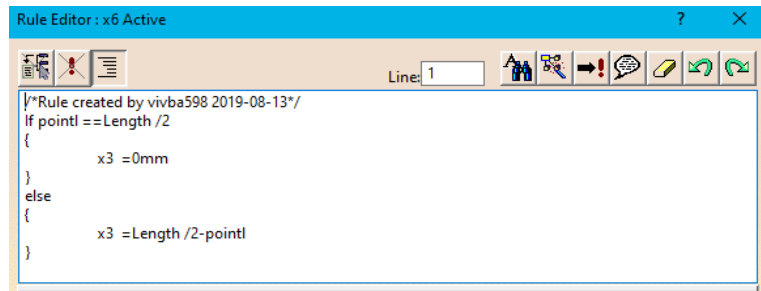 Rule Editor : x6 Active ? ×
Line: 1
/*Rule created by vivba598 2019-08-13*/
If pointl ==Length /2
{
x3 =0mm
}
else
{
x3 =Length /2-pointl
}